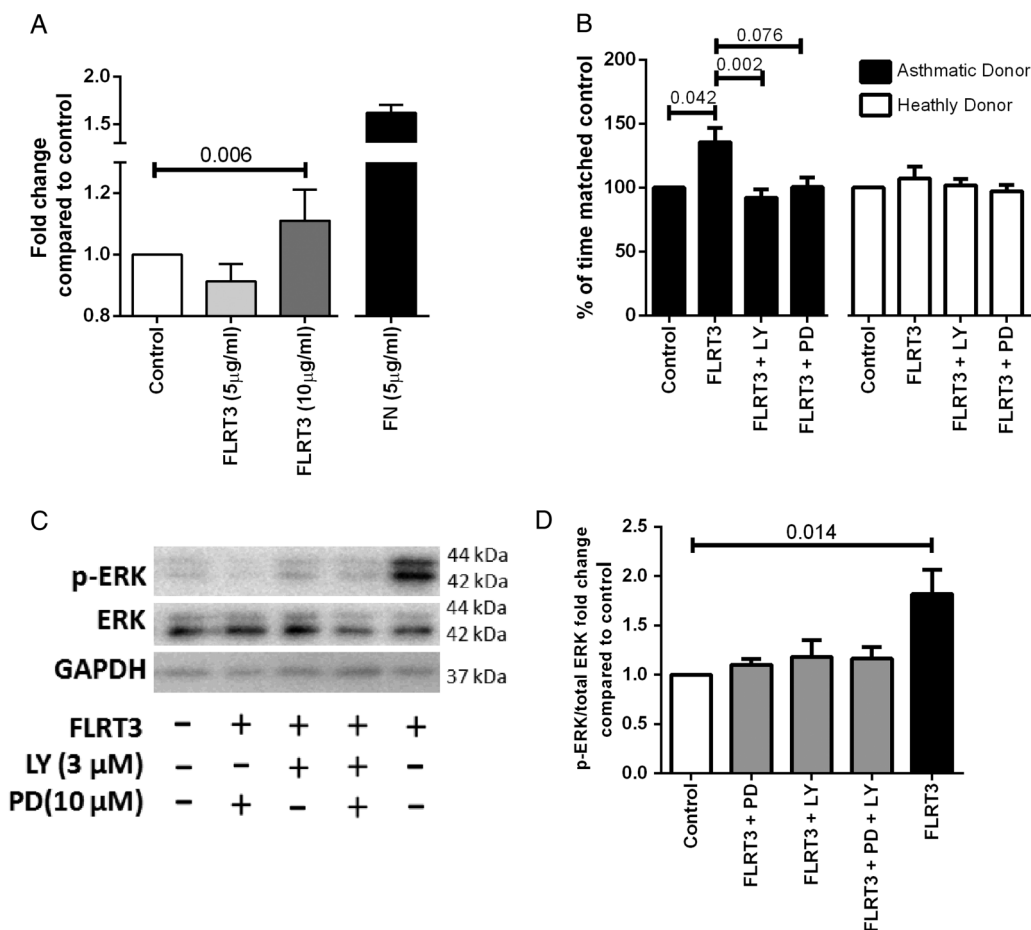 A
Fold change
compared to control
2.0
1.5
1.2
1.0
0.8
0.006
Control
FLRT3 (5µg/ml)
FLRT3 (10µg/ml)
FN (5µg/ml)
B
% of time matched control
200
150
100
50
0
0.076
0.002
0.042
Asthmatic Donor
Heathly Donor
Control
FLRT3
FLRT3 + LY
FLRT3 + PD
Control
FLRT3
FLRT3 + LY
FLRT3 + PD
C
p-ERK
44 kDa
42 kDa
ERK
44 kDa
42 kDa
GAPDH
37 kDa
FLRT3 - + + + +
LY (3 µM) - - + + -
PD(10 µM) - + - + -
D
p-ERK/total ERK fold change
compared to control
2.5
2.0
1.5
1.0
0.5
0.0
0.014
Control
FLRT3 + PD
FLRT3 + LY
FLRT3 + PD + LY
FLRT3